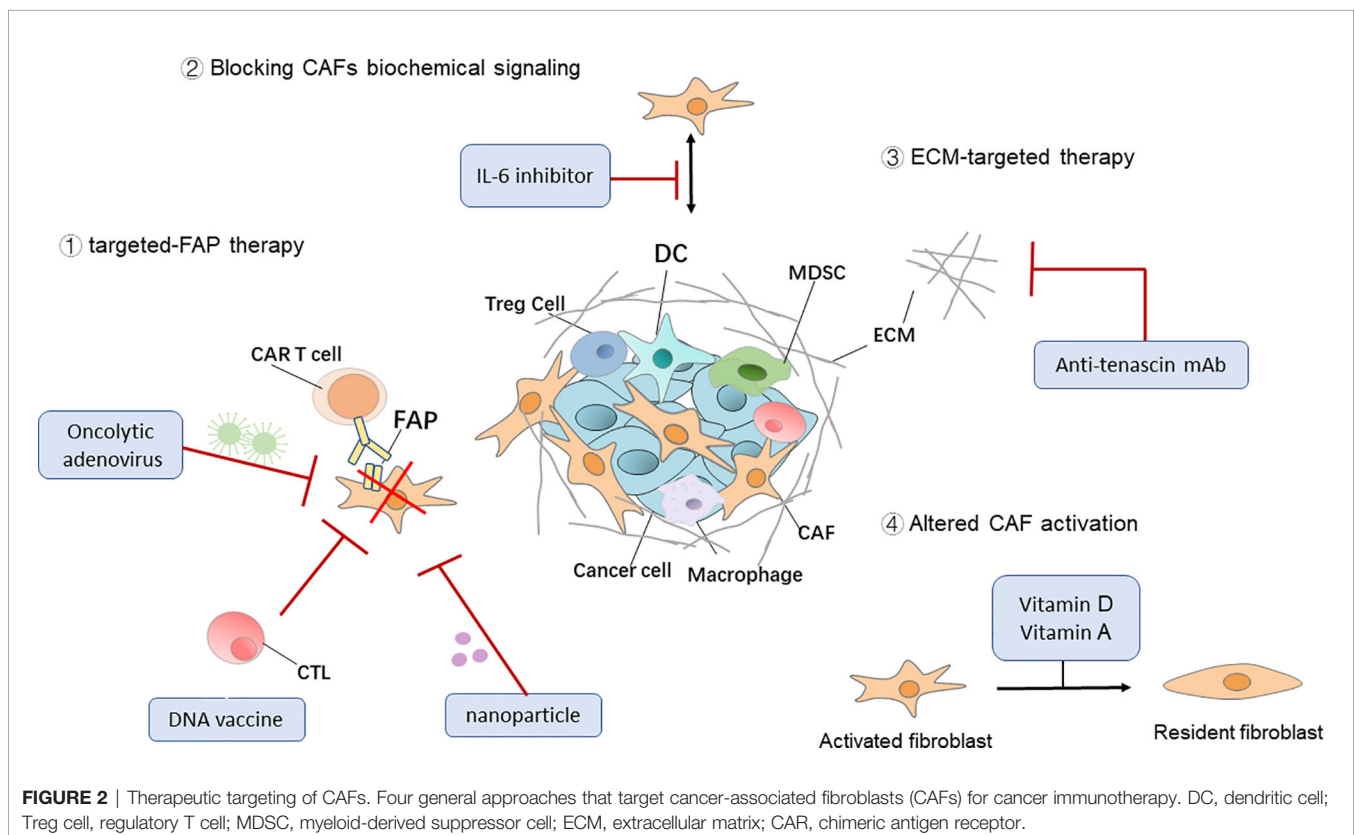 ② Blocking CAFs biochemical signaling
IL-6 inhibitor
③ ECM-targeted therapy
① targeted-FAP therapy
DC
MDSC
Treg Cell
ECM
CAR T cell
FAP
Anti-tenascin mAb
Oncolytic
adenovirus
CAF
④ Altered CAF activation
Cancer cell
Macrophage
Vitamin D
Vitamin A
CTL
DNA vaccine
nanoparticle
Activated fibroblast
Resident fibroblast
FIGURE 2 | Therapeutic targeting of CAFs. Four general approaches that target cancer-associated fibroblasts (CAFs) for cancer immunotherapy. DC, dendritic cell;
Treg cell, regulatory T cell; MDSC, myeloid-derived suppressor cell; ECM, extracellular matrix; CAR, chimeric antigen receptor.